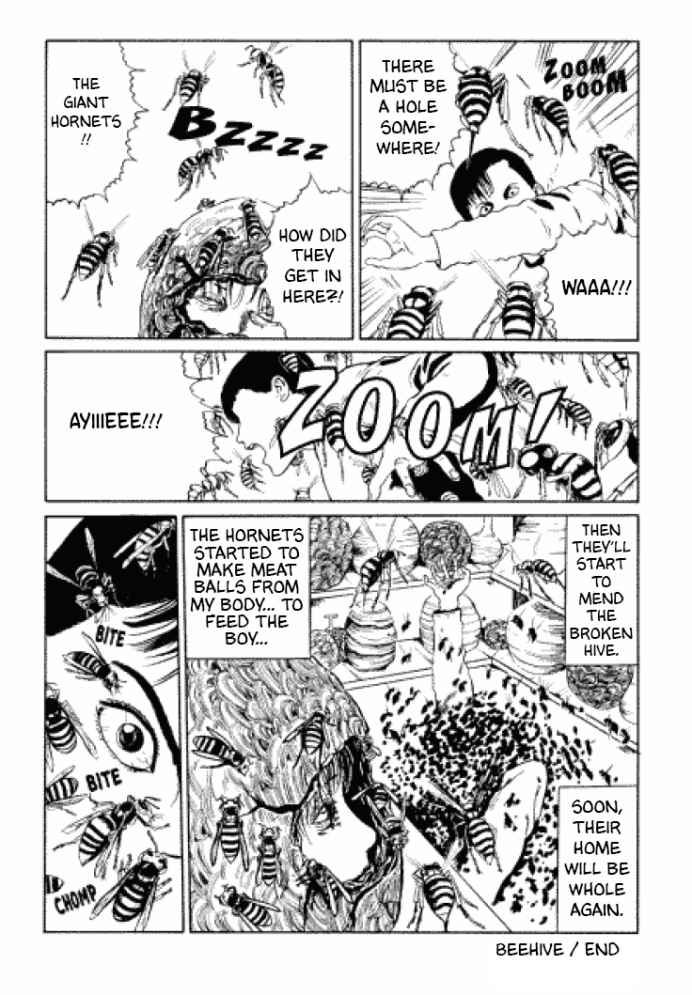 THE
GIANT
HORNETS
!!
BZZZZZ
HOW DID
THEY
GET IN
HERE?!
THERE
MUST BE
A HOLE
SOME-
WHERE!
ZOOM
BOOM
WAAA!!!
AYIIIEEE!!!
ZOOM!
BITE
BITE
CHOMP
THE HORNETS
STARTED TO
MAKE MEAT
BALLS FROM
MY BODY... TO
FEED THE
BOY...
THEN
THEY'LL
START
TO
MEND
THE
BROKEN
HIVE.
SOON,
THEIR
HOME
WILL BE
WHOLE
AGAIN.
BEEHIVE / END